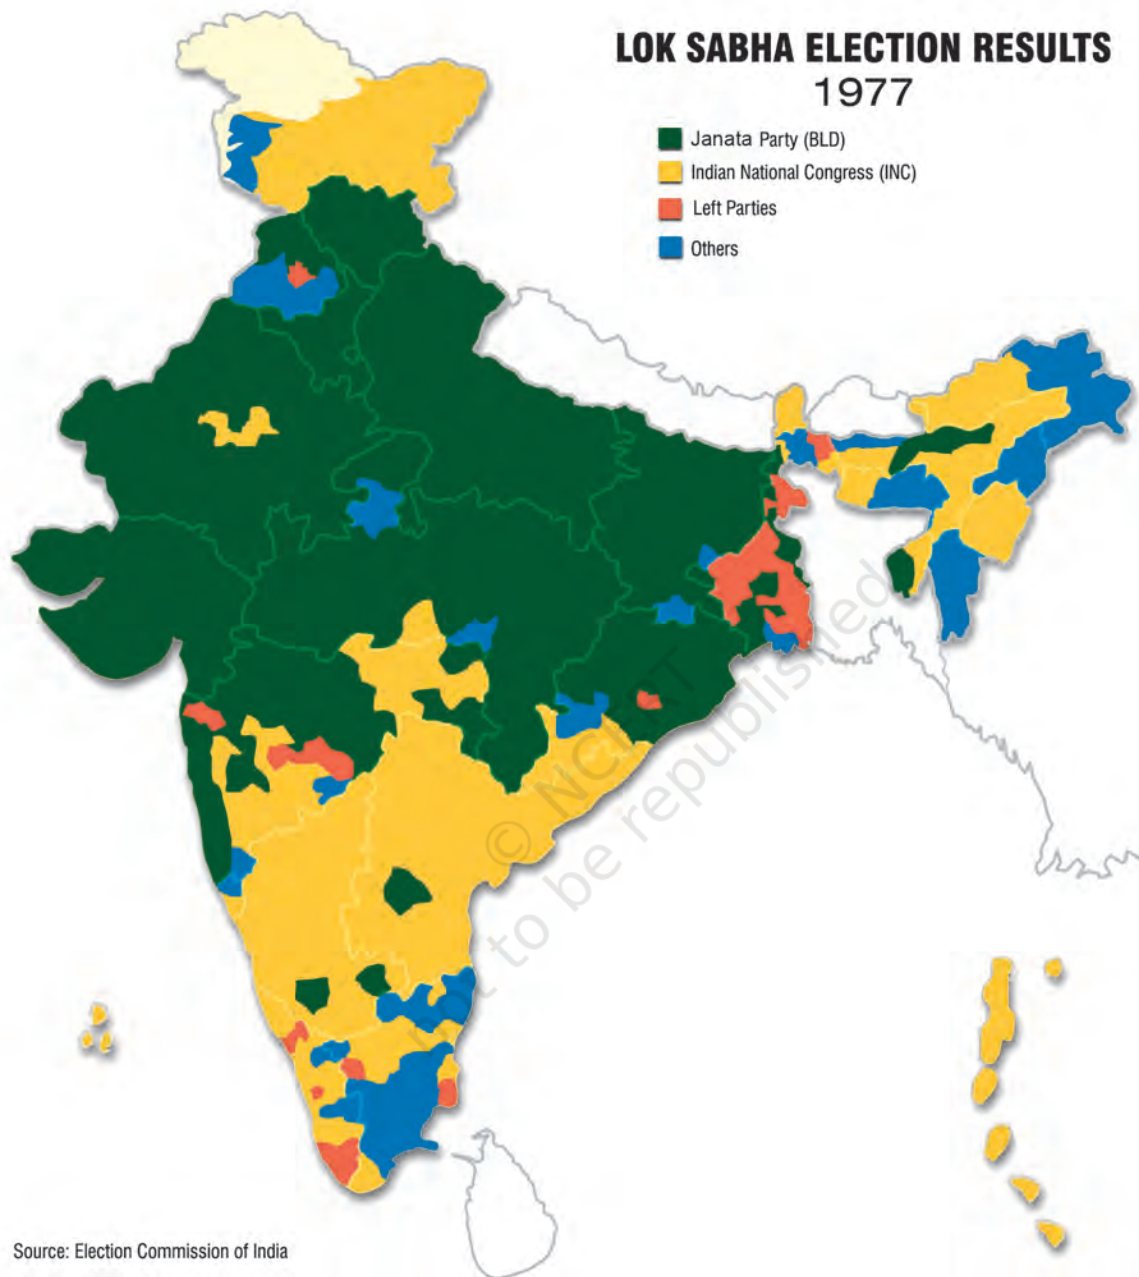 LOK SABHA ELECTION RESULTS
1977
Janata Party (BLD)
Indian National Congress (INC)
Left Parties
Others
© NCERT
not to be republished
Source: Election Commission of India